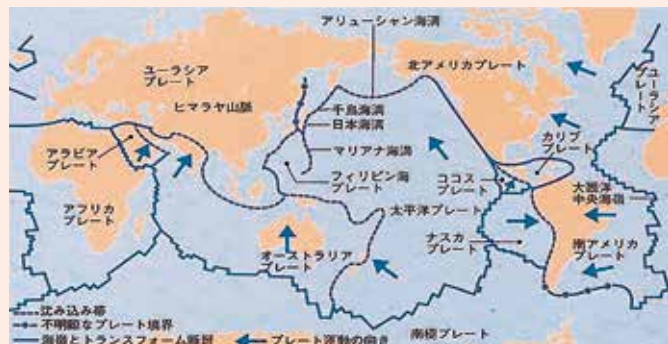 アリューシャン海溝
ユーラシア
プレート
北アメリカプレート
ユーラシア
プレート
ヒマラヤ山脈
千島海溝
日本海溝
マリアナ海溝
アラビア
プレート
フィリピン海
プレート
ココス
プレート
カリブ
プレート
アフリカ
プレート
太平洋プレート
大西洋
中央海嶺
オーストラリア
プレート
ナスカ
プレート
南アメリカ
プレート
沈み込み帯
不明瞭なプレート境界
海嶺とトランスフォーム断層
プレート運動の向き
南極プレート